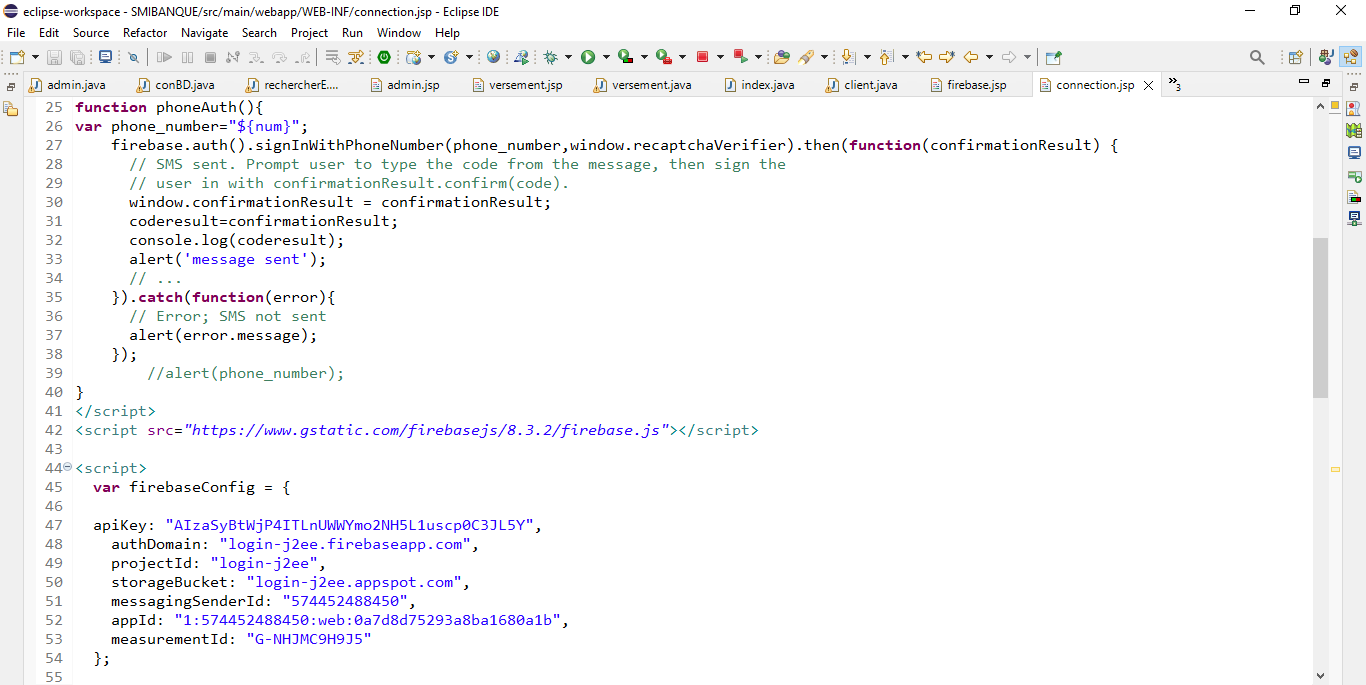 eclipse-workspace - SMIBANQUE/src/main/webapp/WEB-INF/connection.jsp - Eclipse IDE
File Edit Source Refactor Navigate Search Project Run Window Help
admin.java conBD.java rechercherE.... admin.jsp versement.jsp versement.java index.java client.java firebase.jsp connection.jsp »3
25 function phoneAuth(){
26 var phone_number="${num}";
27 firebase.auth().signInWithPhoneNumber(phone_number,window.recaptchaVerifier).then(function(confirmationResult) {
28 // SMS sent. Prompt user to type the code from the message, then sign the
29 // user in with confirmationResult.confirm(code).
30 window.confirmationResult = confirmationResult;
31 coderesult=confirmationResult;
32 console.log(coderesult);
33 alert('message sent');
34 // ...
35 }).catch(function(error){
36 // Error; SMS not sent
37 alert(error.message);
38 });
39 //alert(phone_number);
40 }
41 </script>
42 <script src="https://www.gstatic.com/firebasejs/8.3.2/firebase.js"></script>
43
44 <script>
45 var firebaseConfig = {
46
47 apiKey: "AIzaSyBtWjP4ITLnUWWYmo2NH5L1uscp0C3JL5Y",
48 authDomain: "login-j2ee.firebaseapp.com",
49 projectId: "login-j2ee",
50 storageBucket: "login-j2ee.appspot.com",
51 messagingSenderId: "574452488450",
52 appId: "1:574452488450:web:0a7d8d75293a8ba1680a1b",
53 measurementId: "G-NHJMC9H9J5"
54 };
55